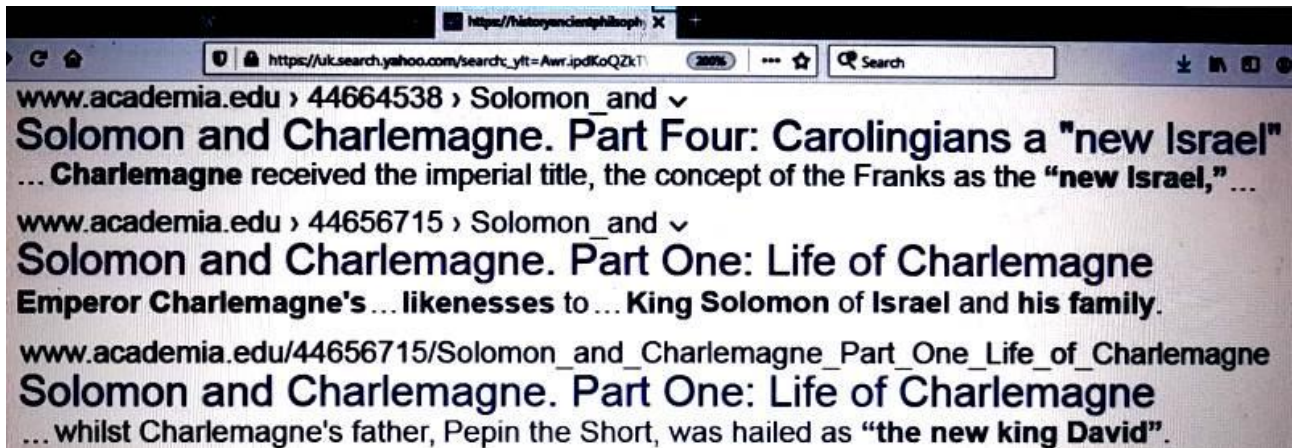 https://historyancientphilsoph
https://uk.search.yahoo.com/search;_ylt=Awr.ipdKoQZkT
200%
Search
www.academia.edu › 44664538 › Solomon_and
Solomon and Charlemagne. Part Four: Carolingians a "new Israel"
... Charlemagne received the imperial title, the concept of the Franks as the “new Israel,”...
www.academia.edu › 44656715 › Solomon_and
Solomon and Charlemagne. Part One: Life of Charlemagne
Emperor Charlemagne's... likenesses to... King Solomon of Israel and his family.
www.academia.edu/44656715/Solomon_and_Charlemagne_Part_One_Life_of_Charlemagne
Solomon and Charlemagne. Part One: Life of Charlemagne
... whilst Charlemagne's father, Pepin the Short, was hailed as “the new king David”.